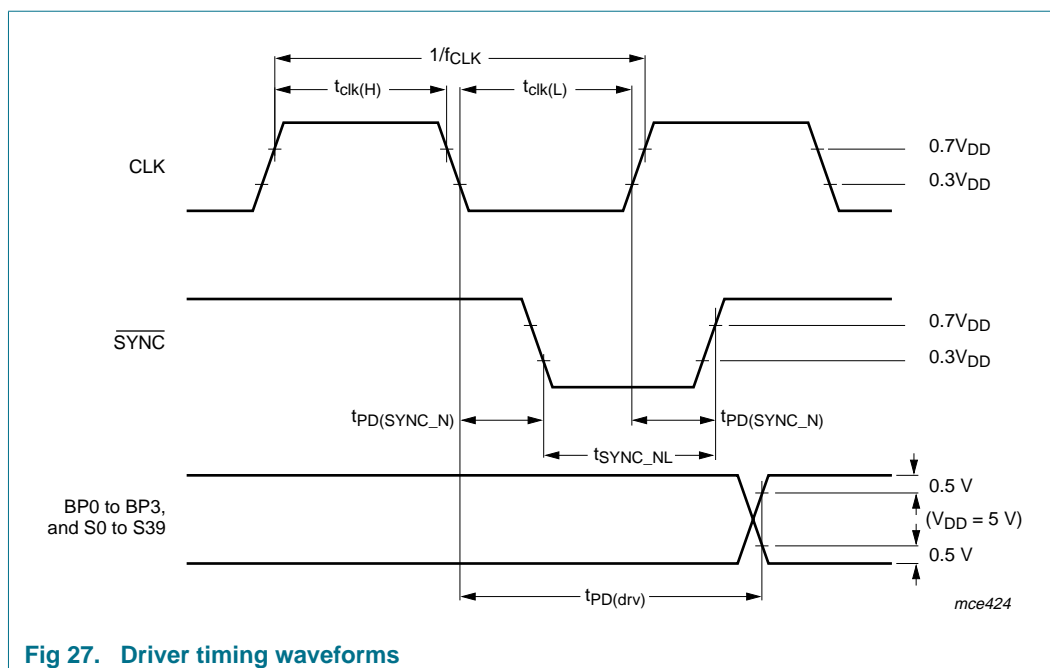 1/fCLK
tclk(H)
tclk(L)
CLK
0.7VDD
0.3VDD
SYNC
0.7VDD
0.3VDD
tPD(SYNC_N)
tPD(SYNC_N)
tSYNC_NL
BP0 to BP3,
and S0 to S39
0.5 V
(VDD = 5 V)
0.5 V
tPD(drv)
mce424
Fig 27. Driver timing waveforms